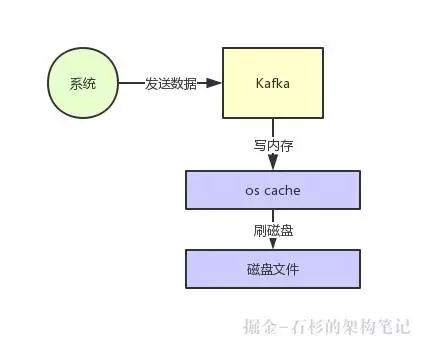 系统
发送数据
Kafka
写内存
os cache
刷磁盘
磁盘文件
掘金-石杉的架构笔记